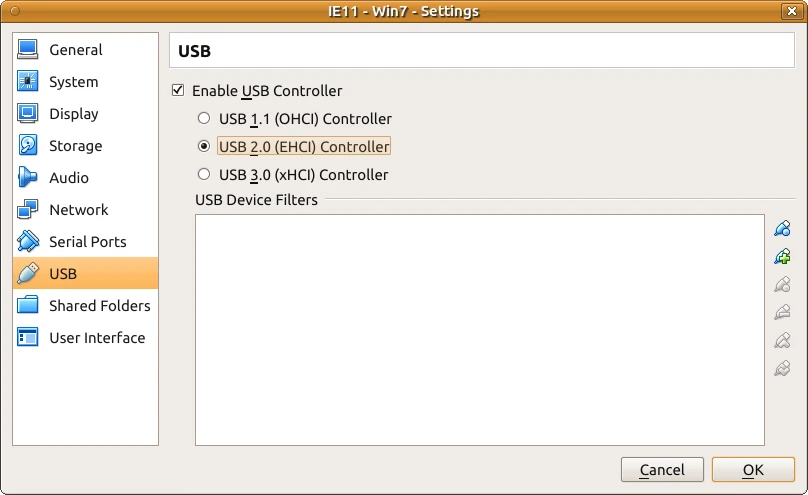 IE11 - Win7 - Settings
General
System
Display
Storage
Audio
Network
Serial Ports
USB
Shared Folders
User Interface
USB
Enable USB Controller
USB 1.1 (OHCI) Controller
USB 2.0 (EHCI) Controller
USB 3.0 (xHCI) Controller
USB Device Filters
Cancel
OK